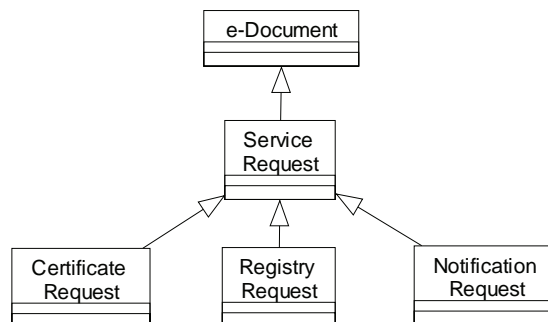 e-Document
Service
Request
Certificate
Request
Registry
Request
Notification
Request